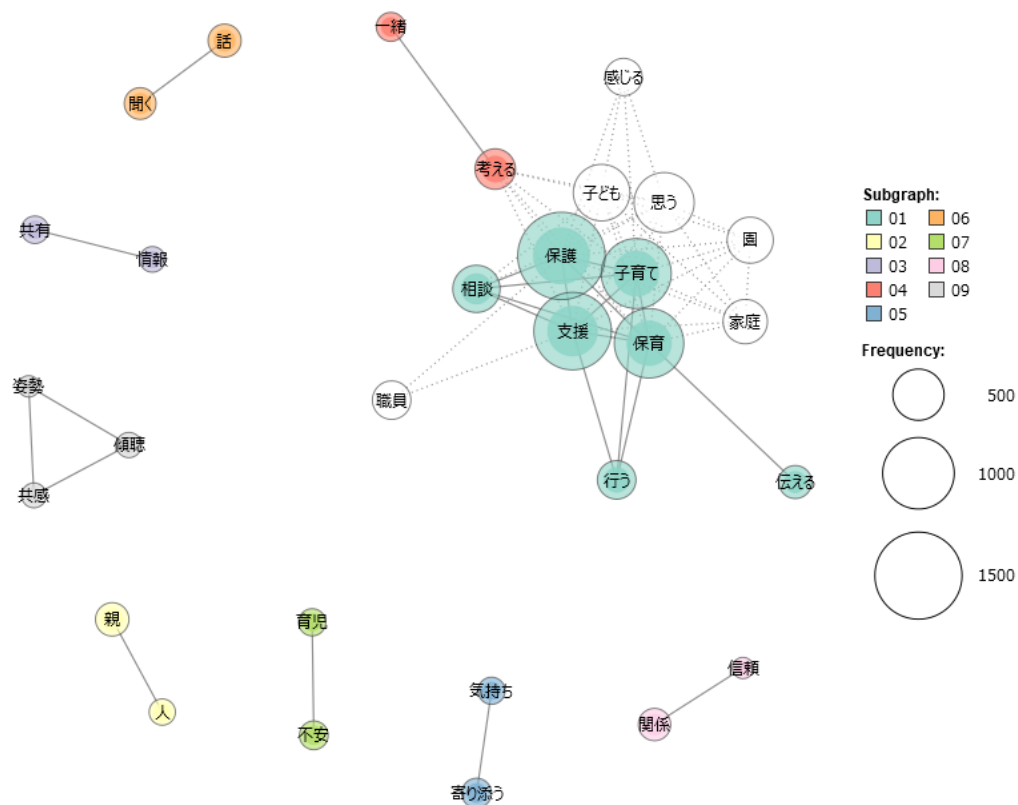 一緒
話
聞く
感じる
考える
子ども
思う
共有
情報
園
保護
子育て
相談
家庭
支援
保育
職員
姿勢
傾聴
共感
行う
伝える
親
人
育児
不安
気持ち
寄り添う
信頼
関係
Subgraph:
01 06
02 07
03 08
04 09
05
Frequency:
500
1000
1500